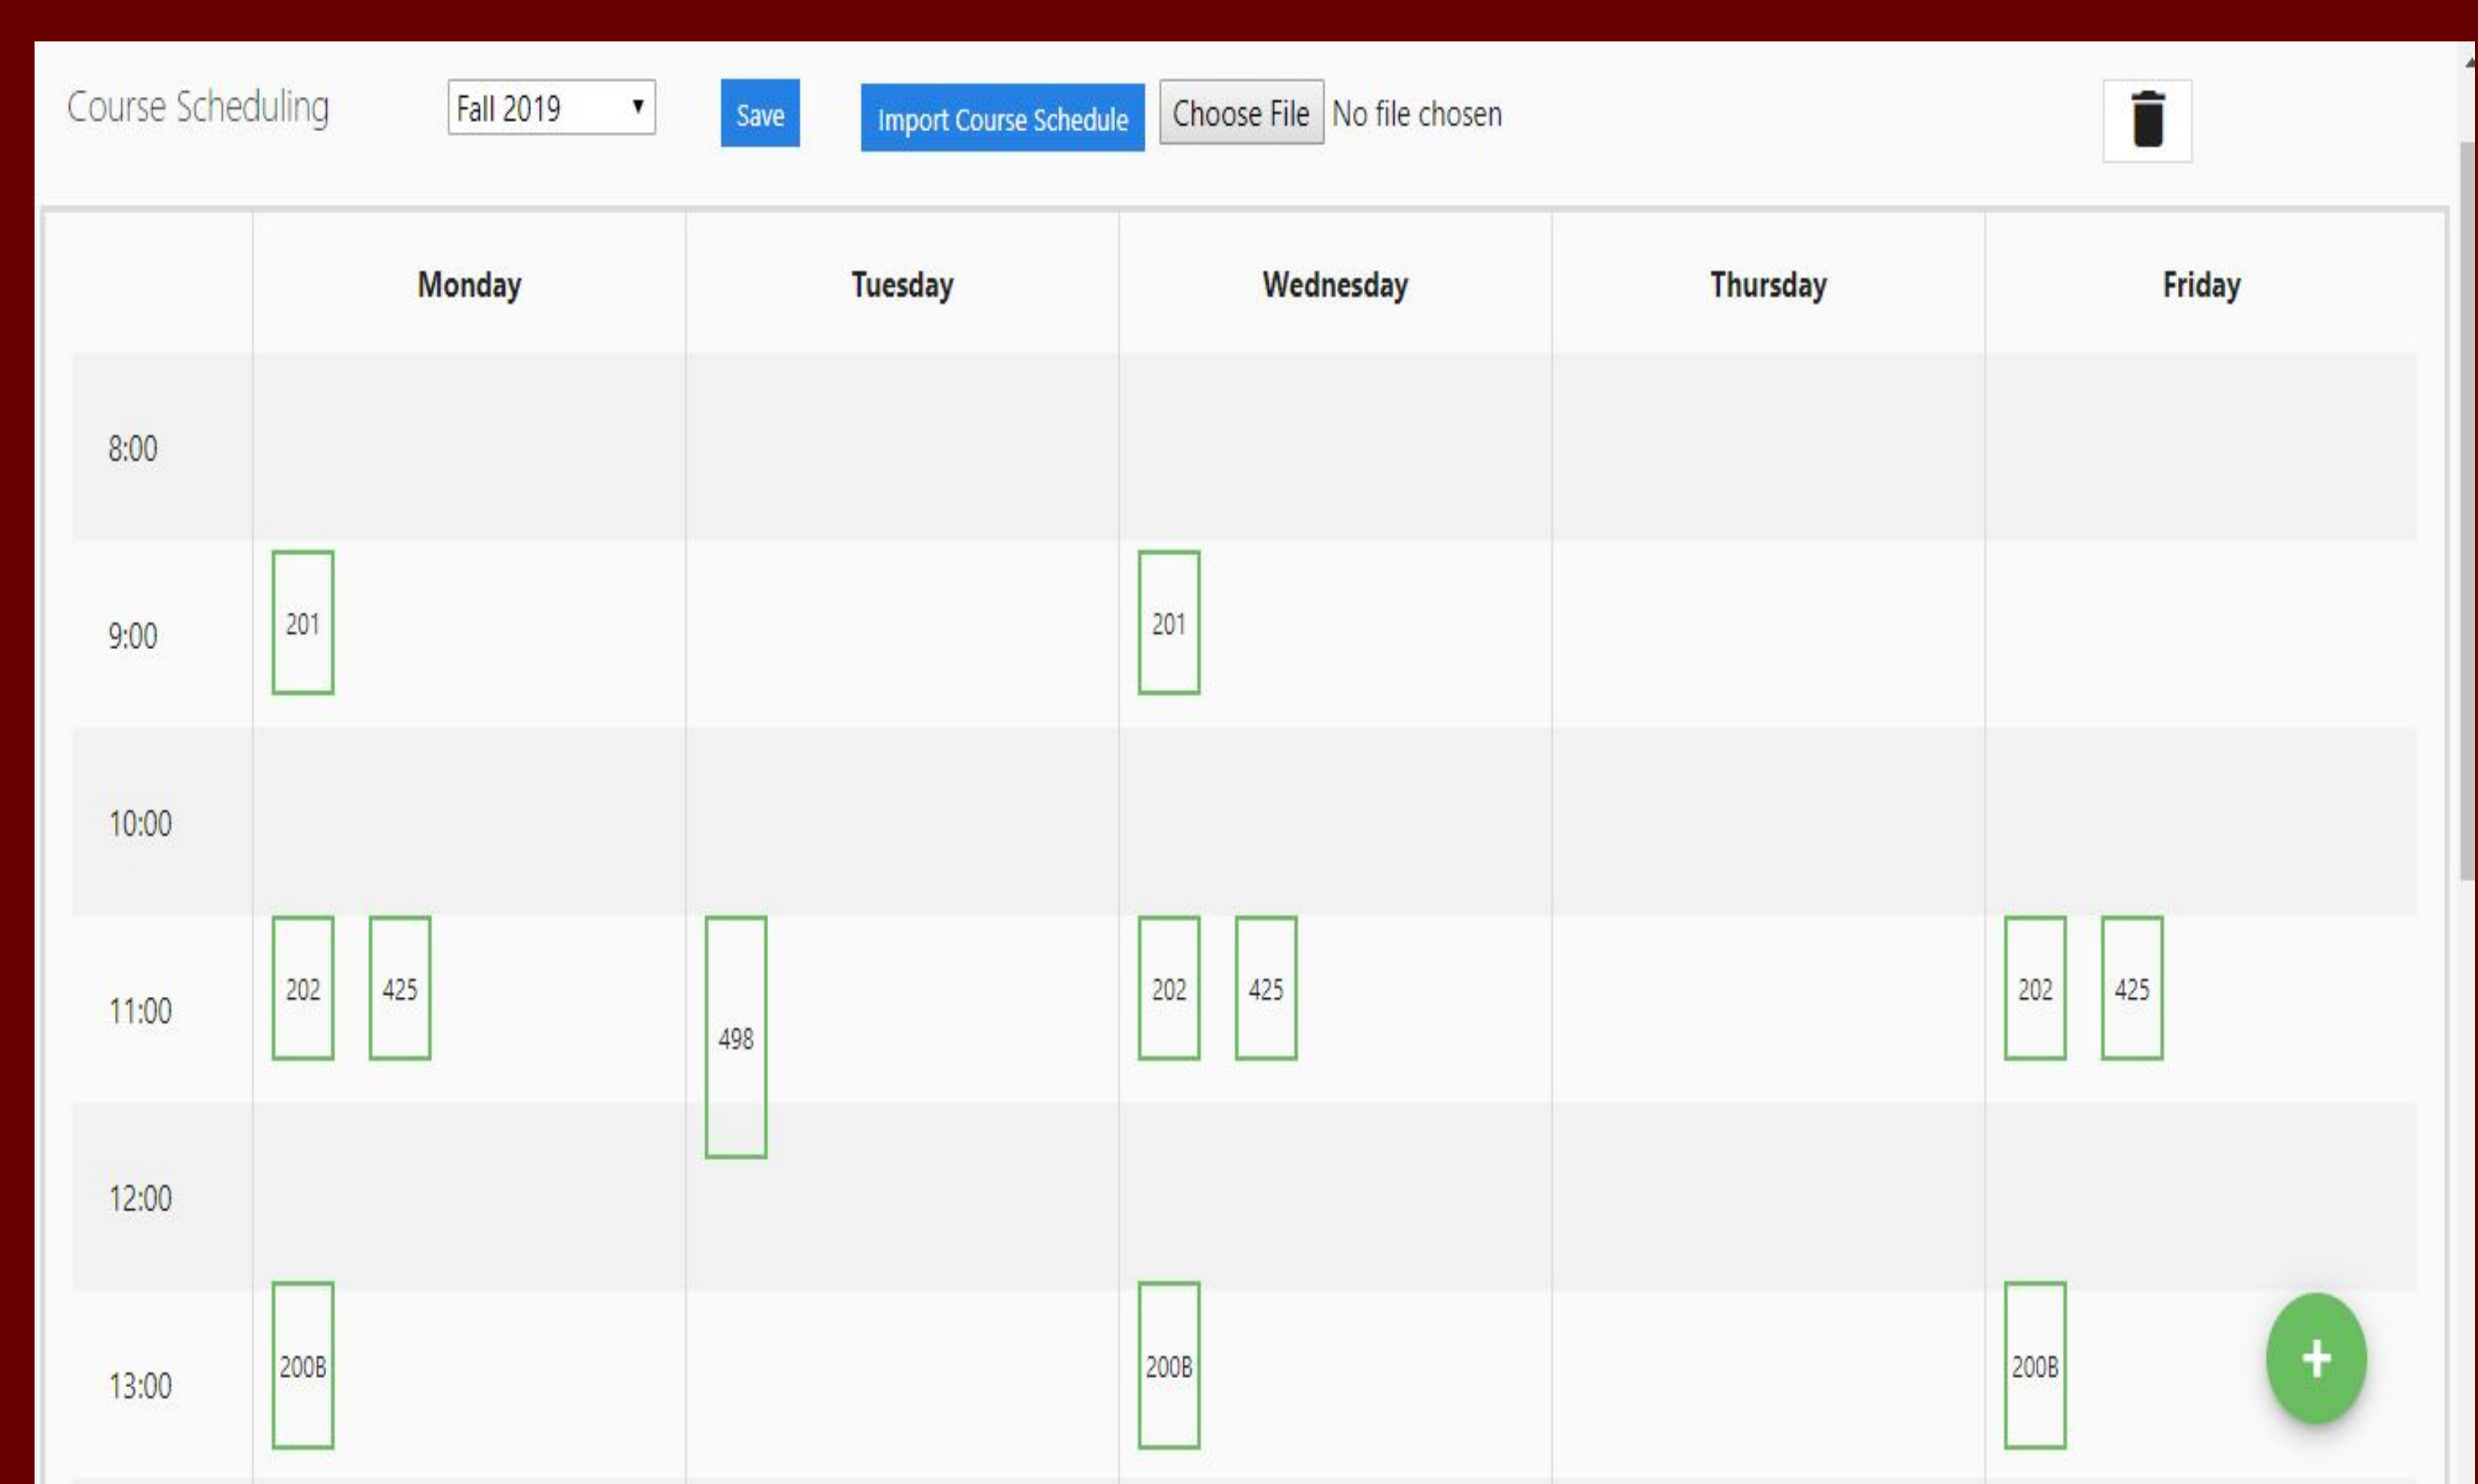 Course Scheduling Fall 2019 Save Import Course Schedule Choose File No file chosen
Monday Tuesday Wednesday Thursday Friday
8:00
9:00 201 201
10:00
11:00 202 425 498 202 425 202 425
12:00
13:00 200B 200B 200B +